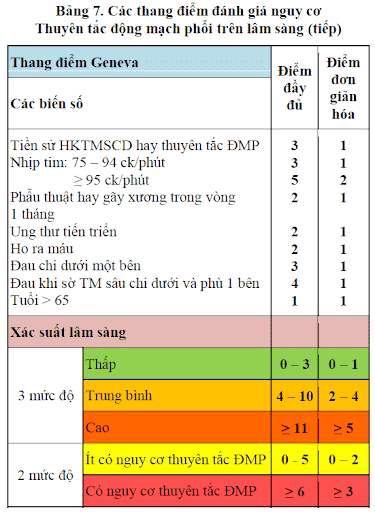 Bảng 7. Các thang điểm đánh giá nguy cơ
Thuyên tắc động mạch phổi trên lâm sàng (tiếp)
Thang điểm Geneva
Các biến số
Điểm đầy đủ
Điểm đơn giản hóa
Tiền sử HKTMSCD hay thuyên tắc ĐMP 3 1
Nhịp tim: 75 – 94 ck/phút 3 1
≥ 95 ck/phút 5 2
Phẫu thuật hay gãy xương trong vòng 2 1
1 tháng
Ung thư tiến triển 2 1
Ho ra máu 2 1
Đau chi dưới một bên 3 1
Đau khi sờ TM sâu chi dưới và phù 1 bên 4 1
Tuổi > 65 1 1
Xác suất lâm sàng
3 mức độ
Thấp 0 – 3 0 – 1
Trung bình 4 – 10 2 – 4
Cao ≥ 11 ≥ 5
2 mức độ
Ít có nguy cơ thuyên tắc ĐMP 0 - 5 0 – 2
Có nguy cơ thuyên tắc ĐMP ≥ 6 ≥ 3